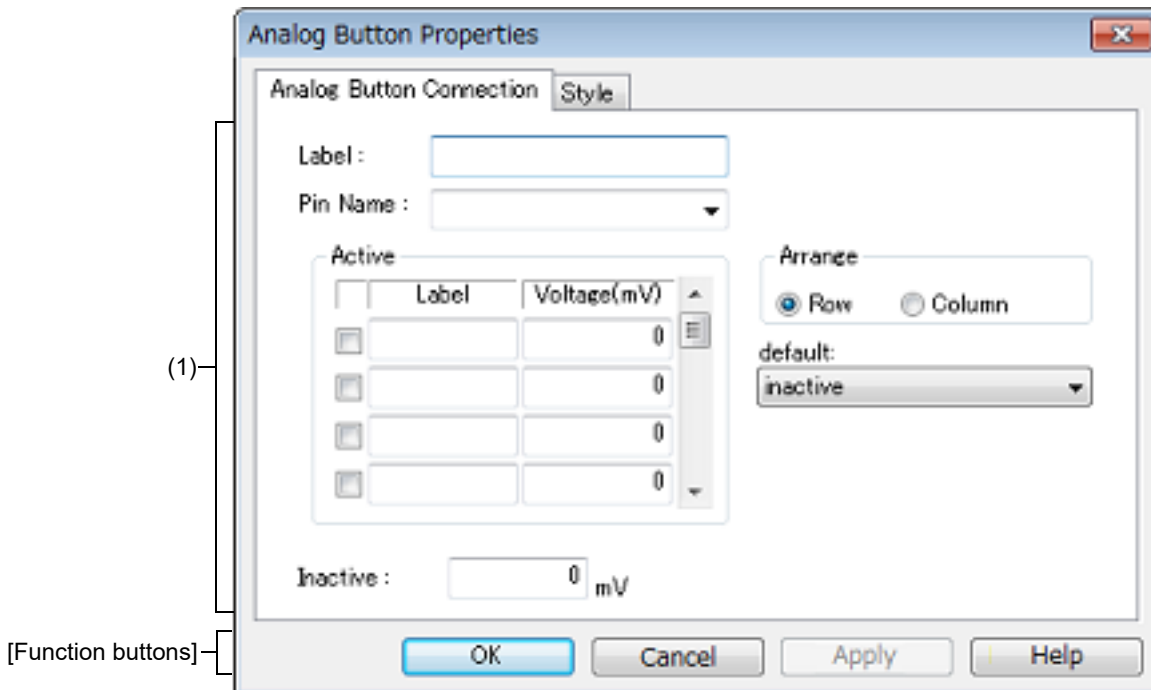 Analog Button Properties
Analog Button Connection Style
Label :
Pin Name :
Active
Label Voltage(mV)
0
0
0
0
Arrange
Row Column
default:
inactive
Inactive : 0 mV
(1)
[Function buttons]
OK Cancel Apply Help